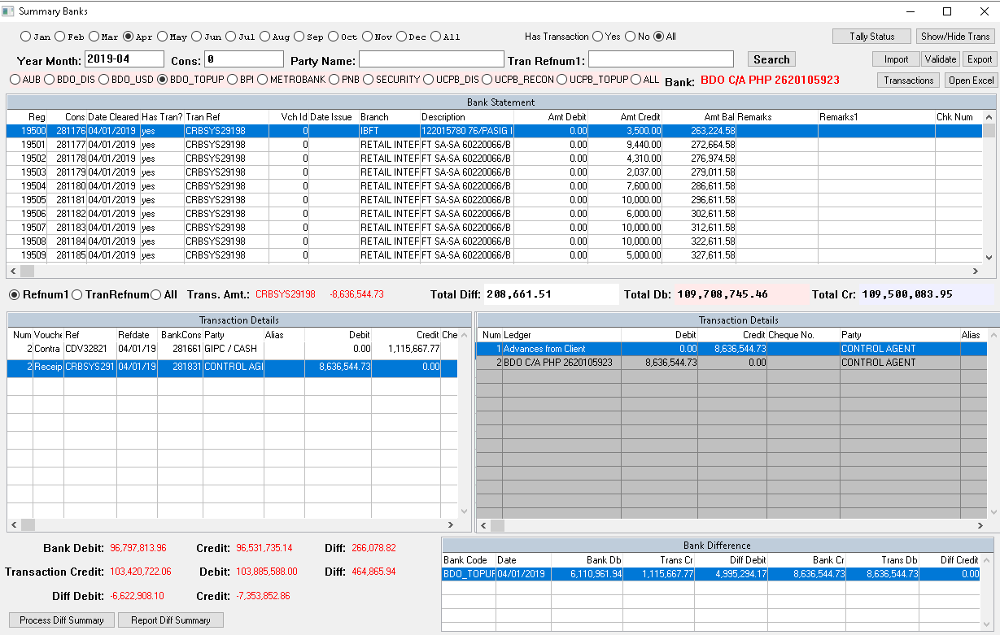 Summary Banks
Jan Feb Mar Apr May Jun Jul Aug Sep Oct Nov Dec All Has Transaction Yes No All Tally Status Show/Hide Trans
Year Month: 2019-04 Cons: 0 Party Name: Tran Refnum1: Search Import Validate Export
AUB BDO_DIS BDO_USD BDO_TOPUP BPI METROBANK PNB SECURITY UCPB_DIS UCPB_RECON UCPB_TOPUP ALL Bank: BDO C/A PHP 2620105923 Transactions Open Excel
Bank Statement
Reg Cons Date Cleared Has Tran? Tran Ref Vch Id Date Issue Branch Description Amt Debit Amt Credit Amt Bal Remarks Remarks1 Chk Num
19500 281176 04/01/2019 yes CRBSYS29198 0 IBFT 122015780 76/PASIG I 0.00 3,500.00 263,224.58
19501 281177 04/01/2019 yes CRBSYS29198 0 RETAIL INTEF FT SA-SA 60220066/B 0.00 9,440.00 272,664.58
19502 281178 04/01/2019 yes CRBSYS29198 0 RETAIL INTEF FT SA-SA 60220066/B 0.00 4,310.00 276,974.58
19503 281179 04/01/2019 yes CRBSYS29198 0 RETAIL INTEF FT SA-SA 60220066/B 0.00 2,037.00 279,011.58
19504 281180 04/01/2019 yes CRBSYS29198 0 RETAIL INTEF FT SA-SA 60220066/B 0.00 7,600.00 286,611.58
19505 281181 04/01/2019 yes CRBSYS29198 0 RETAIL INTEF FT SA-SA 60220066/B 0.00 10,000.00 296,611.58
19506 281182 04/01/2019 yes CRBSYS29198 0 RETAIL INTEF FT SA-SA 60220066/B 0.00 6,000.00 302,611.58
19507 281183 04/01/2019 yes CRBSYS29198 0 RETAIL INTEF FT SA-SA 60220066/B 0.00 10,000.00 312,611.58
19508 281184 04/01/2019 yes CRBSYS29198 0 RETAIL INTEF FT SA-SA 60220066/B 0.00 10,000.00 322,611.58
19509 281185 04/01/2019 yes CRBSYS29198 0 RETAIL INTEF FT SA-SA 60220066/B 0.00 5,000.00 327,611.58
Refnum1 TranRefnum All Trans. Amt.: CRBSYS29198 -8,636,544.73 Total Diff: 208,661.51 Total Db: 109,708,745.46 Total Cr: 109,500,083.95
Transaction Details
Num Vouche Ref Refdate BankCons Party Alias Debit Credit Che
2 Contra CDV32821 04/01/19 281661 GIPC / CASH 0.00 1,115,667.77
2 Receip CRBSYS291 04/01/19 281831 CONTROL AGI 8,636,544.73 0.00
Transaction Details
Num Ledger Debit Credit Cheque No. Party Alias
1 Advances from Client 0.00 8,636,544.73 CONTROL AGENT
2 BDO C/A PHP 2620105923 8,636,544.73 0.00 CONTROL AGENT
Bank Debit: 96,797,813.96 Credit: 96,531,735.14 Diff: 266,078.82
Transaction Credit: 103,420,722.06 Debit: 103,885,588.00 Diff: 464,865.94
Diff Debit: -6,622,908.10 Credit: -7,353,852.86
Process Diff Summary Report Diff Summary
Bank Difference
Bank Code Date Bank Db Trans Cr Diff Debit Bank Cr Trans Db Diff Credit
BDO_TOPUF 04/01/2019 6,110,961.94 1,115,667.77 4,995,294.17 8,636,544.73 8,636,544.73 0.00